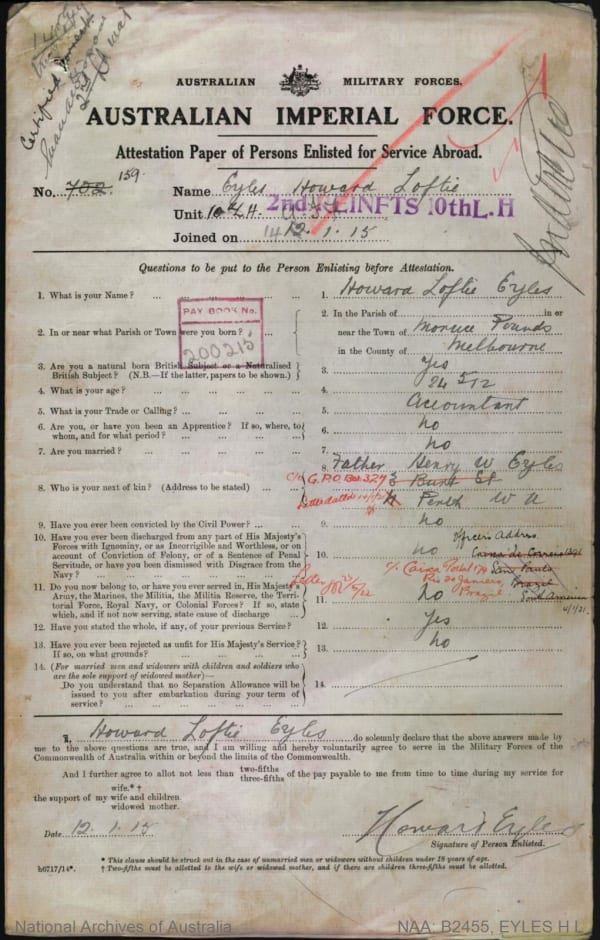 Certified
2nd
AUSTRALIAN MILITARY FORCES.
AUSTRALIAN IMPERIAL FORCE.
Attestation Paper of Persons Enlisted for Service Abroad.
No. 702. 159. Name Eyles Howard Loftie
Unit 10th L.H. 2nd REINFTS 10th L.H
Joined on 12.1.15
Questions to be put to the Person Enlisting before Attestation.
1. What is your Name? ... 1. Howard Loftie Eyles
PAY BOOK No.
200215
2. In or near what Parish or Town were you born? ... 2. In the Parish of in or
near the Town of Moonee Ponds
in the County of Melbourne
3. Are you a natural born British Subject or a Naturalised
British Subject? (N.B.—If the latter, papers to be shown.) 3. Yes
4. What is your age? ... 4. 24 5/12
5. What is your Trade or Calling? ... 5. Accountant
6. Are you, or have you been an Apprentice? If so, where, to
whom, and for what period? ... 6. No
7. Are you married? ... 7. No
8. Who is your next of kin? (Address to be stated) ... 8. Father Henry W Eyles
c/o G.P.O. Box 327
Perth W A
9. Have you ever been convicted by the Civil Power? ... 9. No
10. Have you ever been discharged from any part of His Majesty's
Forces with Ignominy, or as Incorrigible and Worthless, or on
account of Conviction of Felony, or of a Sentence of Penal
Servitude, or have you been Dismissed with Disgrace from the
Navy? ... 10. No
Address
Sao Paulo
Rio de Janiero, Brazil
Brazil South America
4/1/21.
11. Do you now belong to, or have you ever served, in, His Majesty's
Army, the Marines, the Militia, the Militia Reserve, the Terri-
torial Force, Royal Navy, or Colonial Forces? If so, state
which, and if not now serving, state cause of discharge ... 11. No
Letter
12. Have you stated the whole, if any, of your previous Service? 12. Yes
13. Have you ever been rejected as unfit for His Majesty's Service?
If so, on what grounds? ... 13. No
14. (For married men and widowers with children and soldiers who
are the sole support of widowed mother)—
Do you understand that no Separation Allowance will be
issued to you after embarkation during your term of
service? ... 14.
I, Howard Loftie Eyles do solemnly declare that the above answers made by
me to the above questions are true, and I am willing and hereby voluntarily agree to serve in the Military Forces of the
Commonwealth of Australia within or beyond the limits of the Commonwealth.
And I further agree to allot not less than two-fifths three-fifths of the pay payable to me from time to time during my service for
wife.*†
the support of my wife and children.
widowed mother.
Date 12.1.15 Howard Eyles
Signature of Person Enlisted.
* This clause should be struck out in the case of unmarried men or widowers without children under 18 years of age.
b6717/14*. † Two-fifths must be allotted to the wife or widowed mother, and if there are children three-fifths must be allotted.
National Archives of Australia NAA: B2455, EYLES H L